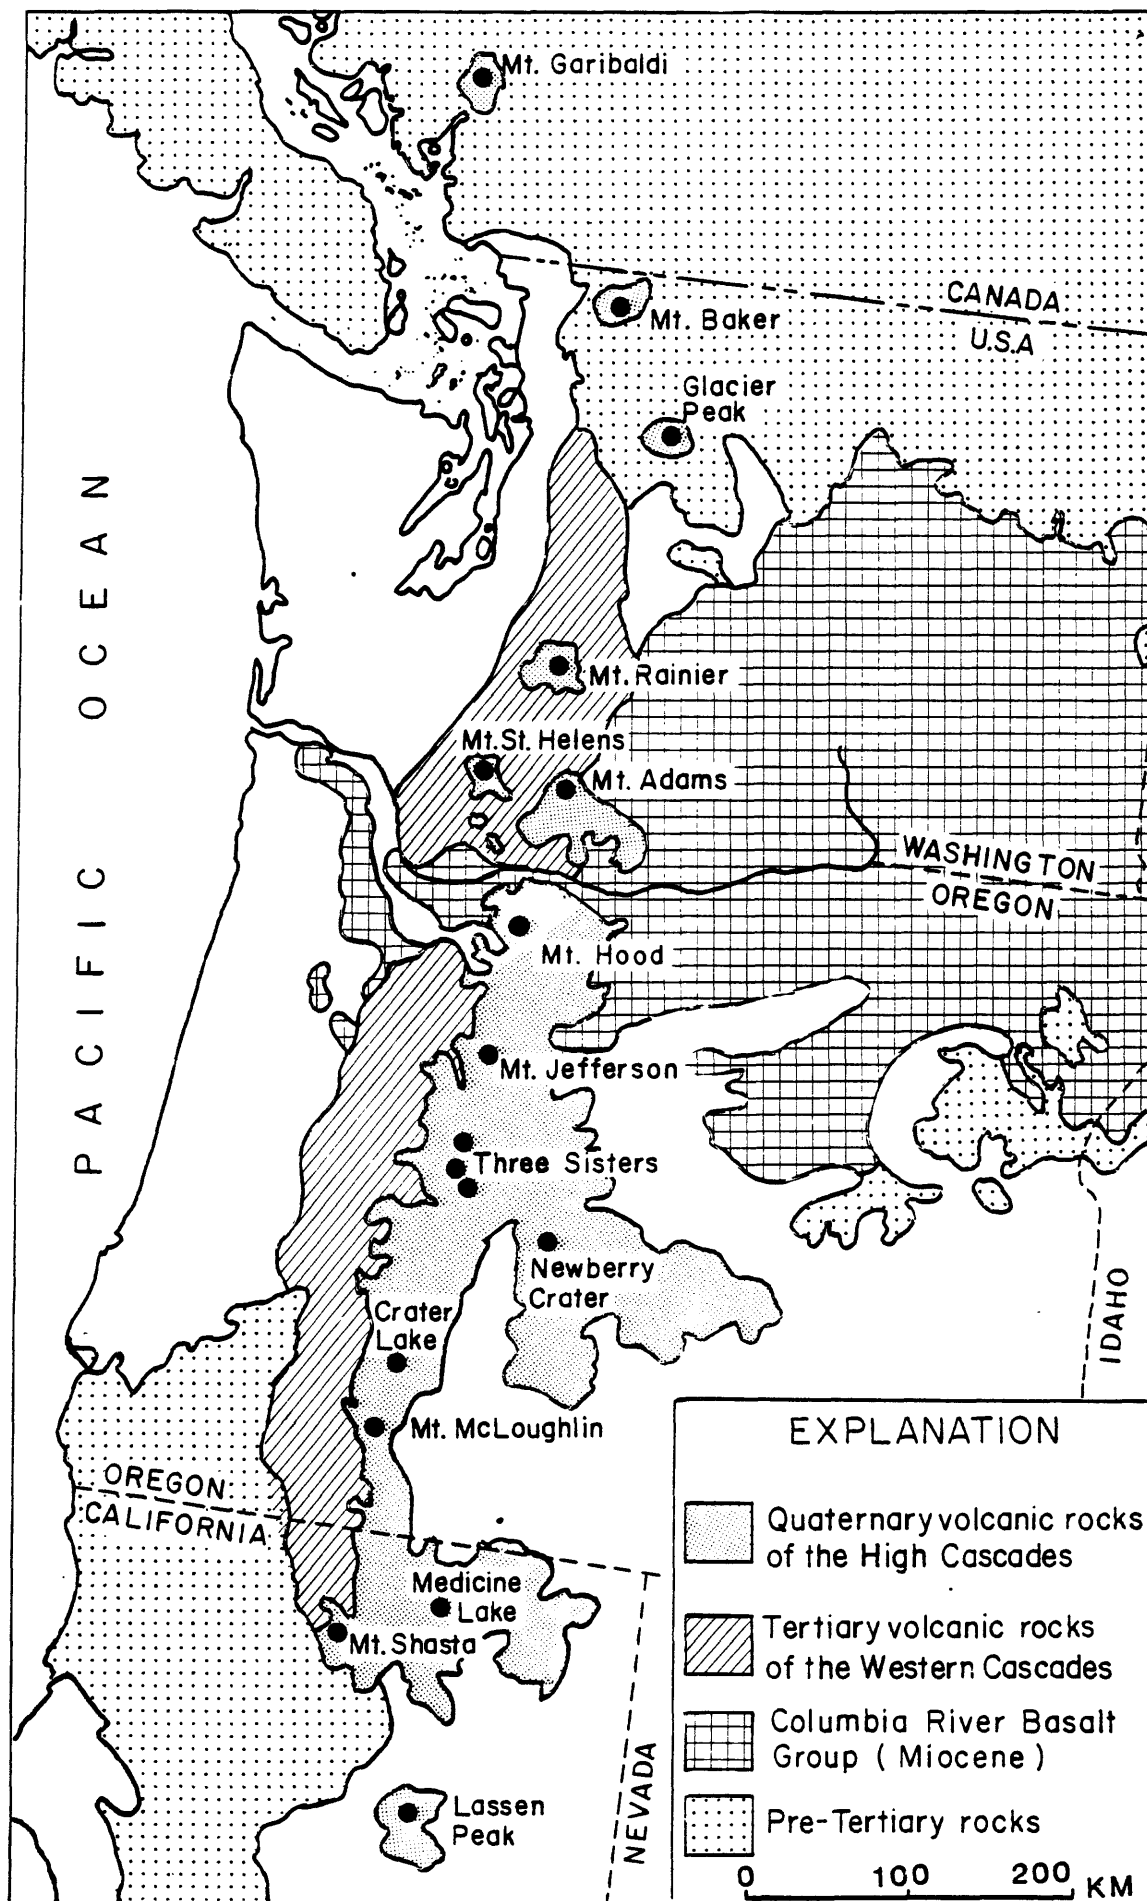 Mt. Garibaldi
CANADA
U.S.A
Mt. Baker
Glacier
Peak
PACIFIC OCEAN
Mt. Rainier
Mt. St. Helens
Mt. Adams
WASHINGTON
OREGON
Mt. Hood
Mt. Jefferson
Three Sisters
Newberry
Crater
IDAHO
Crater
Lake
Mt. McLoughlin
OREGON
CALIFORNIA
Medicine
Lake
Mt. Shasta
Lassen
Peak
NEVADA
EXPLANATION
Quaternary volcanic rocks
of the High Cascades
Tertiary volcanic rocks
of the Western Cascades
Columbia River Basalt
Group ( Miocene )
Pre-Tertiary rocks
0 100 200 KM